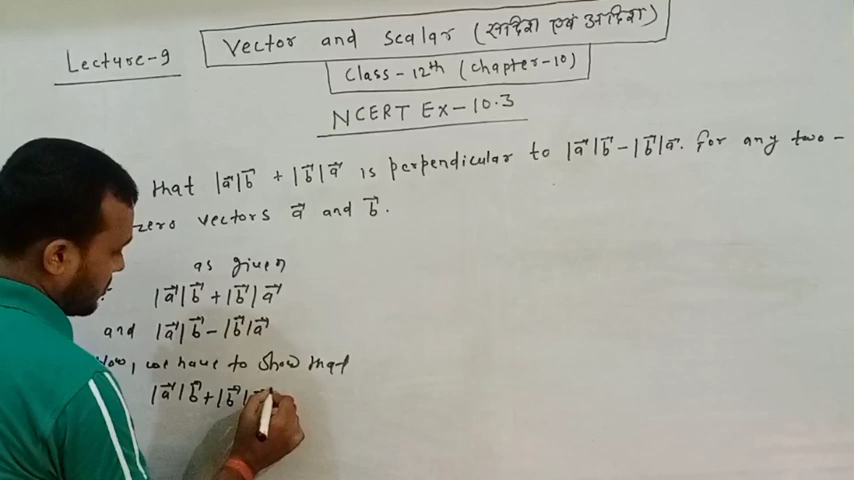 Lecture-9
Vector and Scalar (सदिश एवं अदिश)
Class-12th (Chapter-10)
NCERT Ex-10.3
that |a⃗|b⃗ + |b⃗|a⃗ is perpendicular to |a⃗|b⃗ - |b⃗|a⃗. For any two-
zero vectors a⃗ and b⃗.
as given
|a⃗|b⃗ + |b⃗|a⃗
and |a⃗|b⃗ - |b⃗|a⃗
we have to show that
|a⃗|b⃗ + |b⃗|